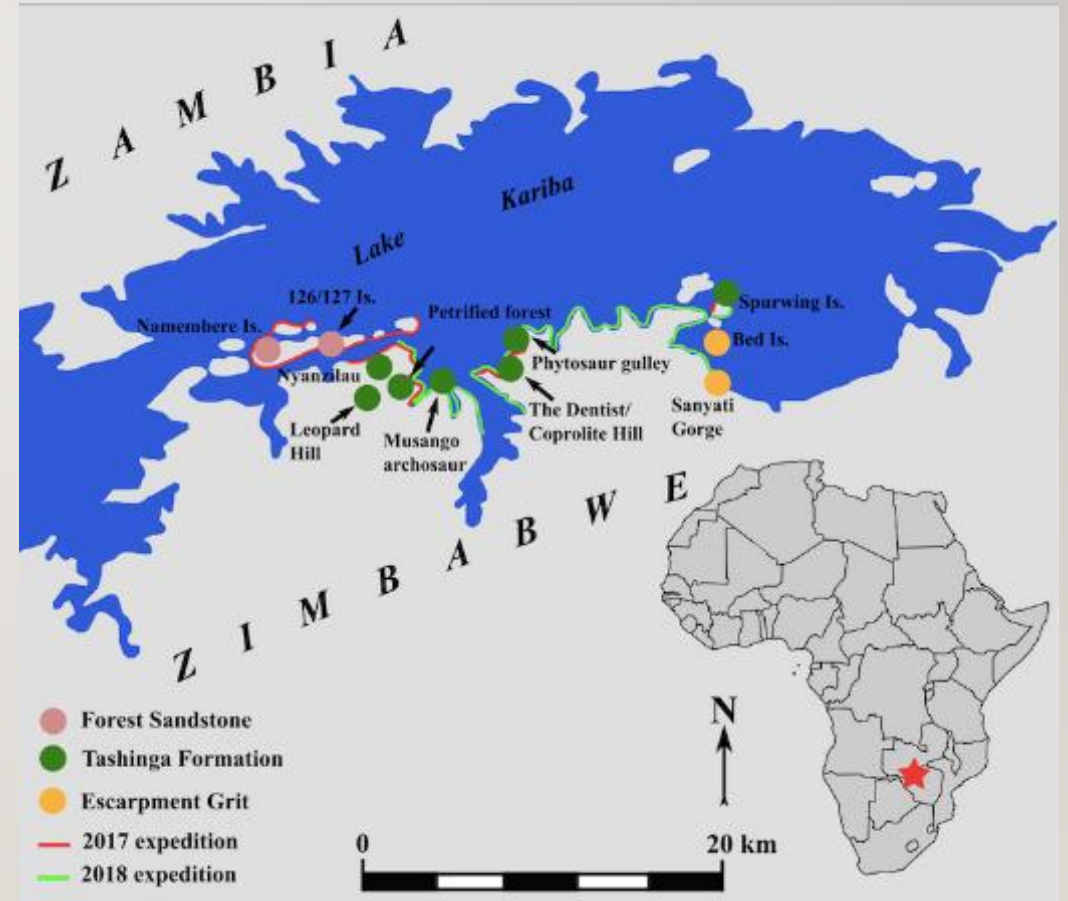 ZAMBIA
Kariba
Lake
126/127 Is.
Petrified forest
Namembere Is.
Spurwing Is.
Bed Is.
Nyanzilau
Phytosaur gulley
Leopard
Hill
Musango
archosaur
The Dentist/
Coprolite Hill
Sanyati
Gorge
ZIMBABWE
Forest Sandstone
Tashinga Formation
Escarpment Grit
2017 expedition
2018 expedition
N
0
20 km